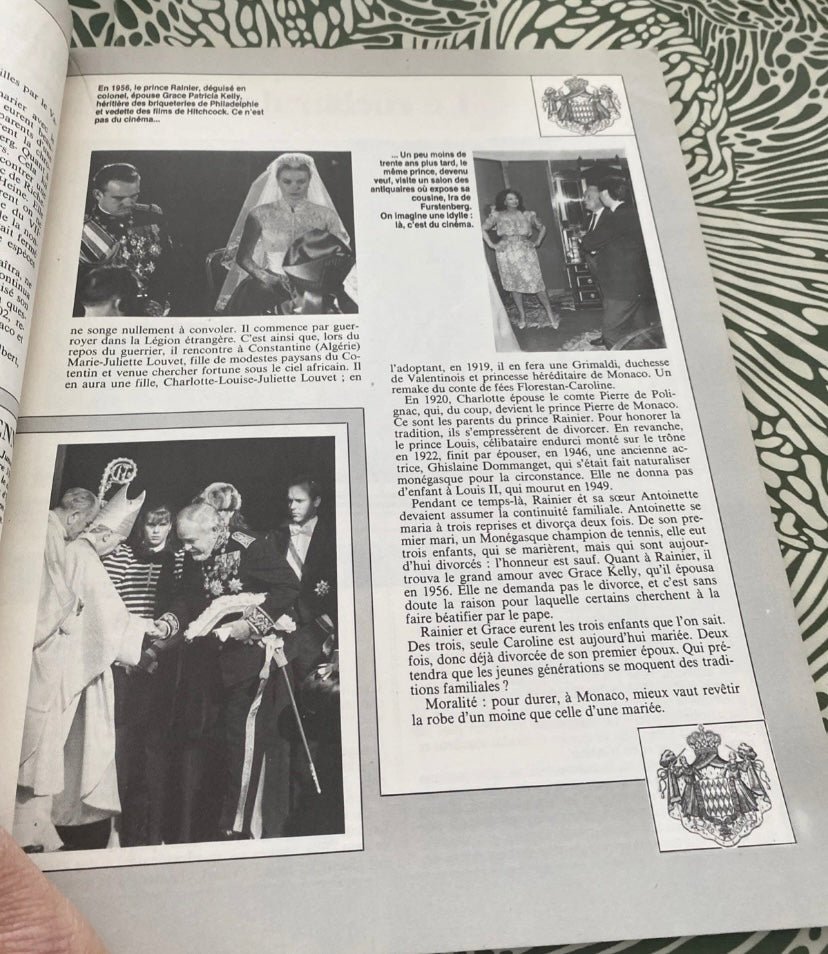 illes par le
marier avec
eurent
parents d'
rent la
erg. Quant
rs. Coup
contre la
En 1956, le prince Rainier, déguisé en
colonel, épouse Grace Patricia Kelly,
héritière des briqueteries de Philadelphie
et vedette des films de Hitchcock. Ce n'est
pas du cinéma...
... Un peu moins de
trente ans plus tard, le
même prince, devenu
veuf, visite un salon des
antiquaires où expose sa
cousine, Ira de
Furstenberg.
On imagine une idylle :
là, c'est du cinéma.
ne songe nullement à convoler. Il commence par guer-
royer dans la Légion étrangère. C'est ainsi que, lors du
repos du guerrier, il rencontre à Constantine (Algérie)
Marie-Juliette Louvet, fille de modestes paysans du Co-
tentin et venue chercher fortune sous le ciel africain. Il
en aura une fille, Charlotte-Louise-Juliette Louvet ; en
l'adoptant, en 1919, il en fera une Grimaldi, duchesse
de Valentinois et princesse héréditaire de Monaco. Un
remake du conte de fées Florestan-Caroline.
En 1920, Charlotte épouse le comte Pierre de Poli-
gnac, qui, du coup, devient le prince Pierre de Monaco.
Ce sont les parents du prince Rainier. Pour honorer la
tradition, ils s'empressèrent de divorcer. En revanche,
le prince Louis, célibataire endurci monté sur le trône
en 1922, finit par épouser, en 1946, une ancienne ac-
trice, Ghislaine Dommanget, qui s'était fait naturaliser
monégasque pour la circonstance. Elle ne donna pas
d'enfant à Louis II, qui mourut en 1949.
Pendant ce temps-là, Rainier et sa sœur Antoinette
devaient assumer la continuité familiale. Antoinette se
maria à trois reprises et divorça deux fois. De son pre-
mier mari, un Monégasque champion de tennis, elle eut
trois enfants, qui se marièrent, mais qui sont aujour-
d'hui divorcés : l'honneur est sauf. Quant à Rainier, il
trouva le grand amour avec Grace Kelly, qu'il épousa
en 1956. Elle ne demanda pas le divorce, et c'est sans
doute la raison pour laquelle certains cherchent à la
faire béatifier par le pape.
Rainier et Grace eurent les trois enfants que l'on sait.
Des trois, seule Caroline est aujourd'hui mariée. Deux
fois, donc déjà divorcée de son premier époux. Qui pré-
tendra que les jeunes générations se moquent des tradi-
tions familiales ?
Moralité : pour durer, à Monaco, mieux vaut revêtir
la robe d'un moine que celle d'une mariée.